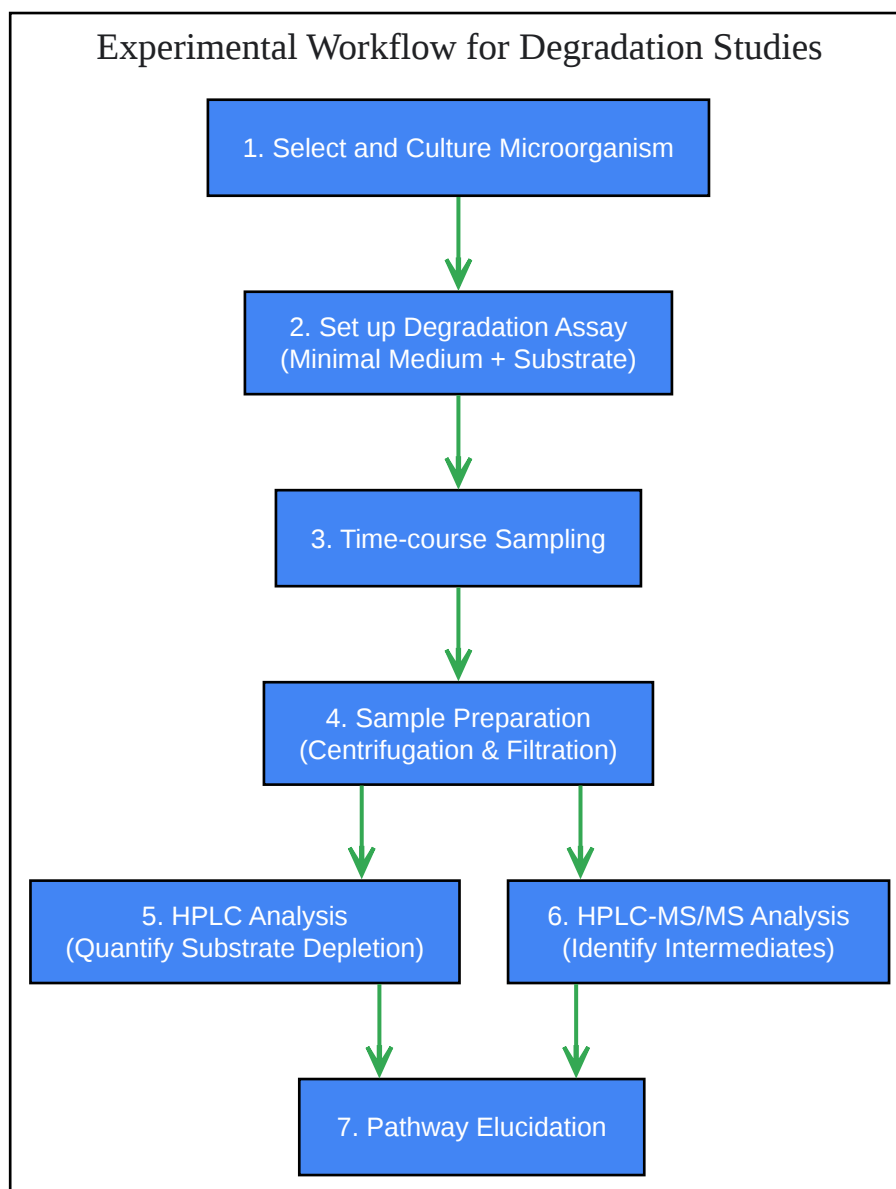 Experimental Workflow for Degradation Studies
1. Select and Culture Microorganism
2. Set up Degradation Assay
(Minimal Medium + Substrate)
3. Time-course Sampling
4. Sample Preparation
(Centrifugation & Filtration)
5. HPLC Analysis
(Quantify Substrate Depletion)
6. HPLC-MS/MS Analysis
(Identify Intermediates)
7. Pathway Elucidation